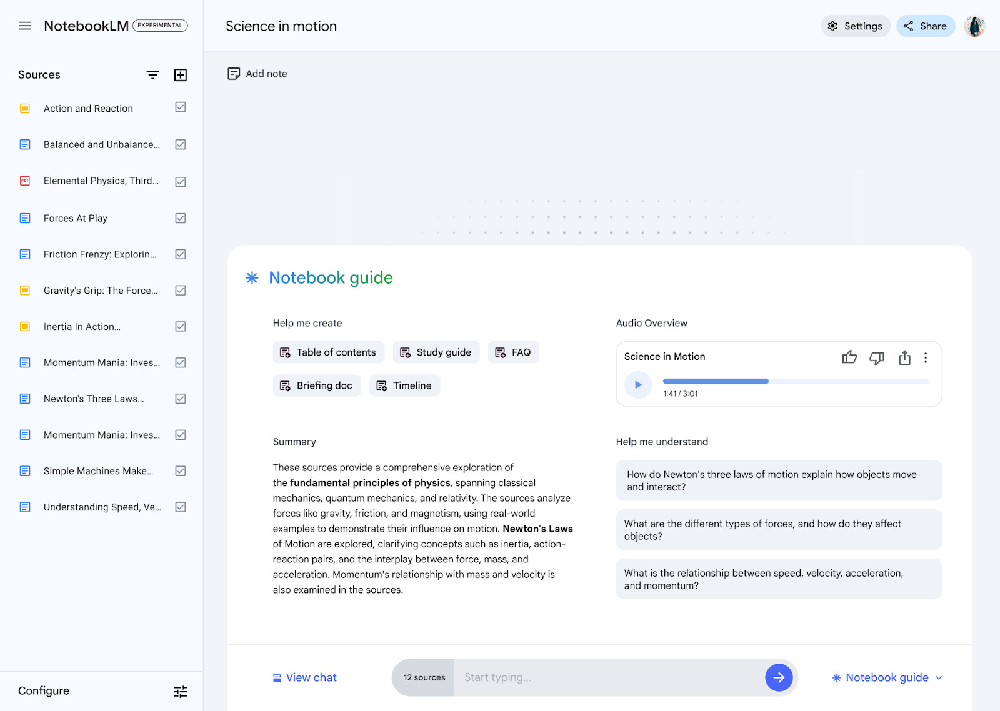 NotebookLM EXPERIMENTAL
Science in motion
Settings
Share
Sources
Add note
Action and Reaction
Balanced and Unbalance...
PDF
Elemental Physics, Third...
Forces At Play
Friction Frenzy: Explorin...
Gravity's Grip: The Force...
Inertia In Action...
Momentum Mania: Inves...
Newton's Three Laws...
Momentum Mania: Inves...
Simple Machines Make...
Understanding Speed, Ve...
Configure
Notebook guide
Help me create
Table of contents
Study guide
FAQ
Briefing doc
Timeline
Audio Overview
Science in Motion
1:41 / 3:01
Summary
These sources provide a comprehensive exploration of
the fundamental principles of physics, spanning classical
mechanics, quantum mechanics, and relativity. The sources analyze
forces like gravity, friction, and magnetism, using real-world
examples to demonstrate their influence on motion. Newton's Laws
of Motion are explored, clarifying concepts such as inertia, action-
reaction pairs, and the interplay between force, mass, and
acceleration. Momentum's relationship with mass and velocity is
also examined in the sources.
Help me understand
How do Newton's three laws of motion explain how objects move
and interact?
What are the different types of forces, and how do they affect
objects?
What is the relationship between speed, velocity, acceleration,
and momentum?
View chat
12 sources
Start typing...
Notebook guide